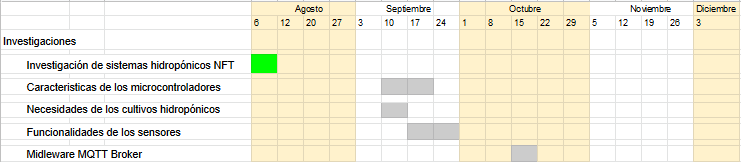 Agosto Septiembre Octubre Noviembre Diciembre
6 12 20 27 3 10 17 24 1 8 15 22 29 5 12 19 26 3
Investigaciones
Investigación de sistemas hidropónicos NFT
Caracteristicas de los microcontroladores
Necesidades de los cultivos hidropónicos
Funcionalidades de los sensores
Midleware MQTT Broker